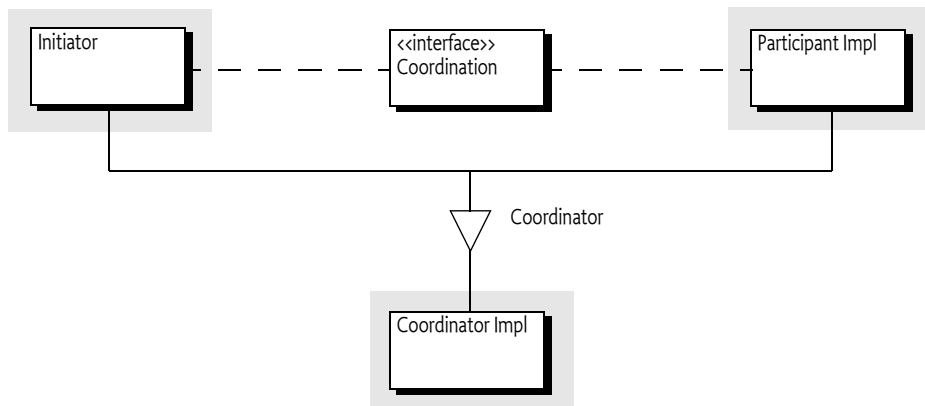 Initiator
<<interface>>
Coordination
Participant Impl
Coordinator
Coordinator Impl